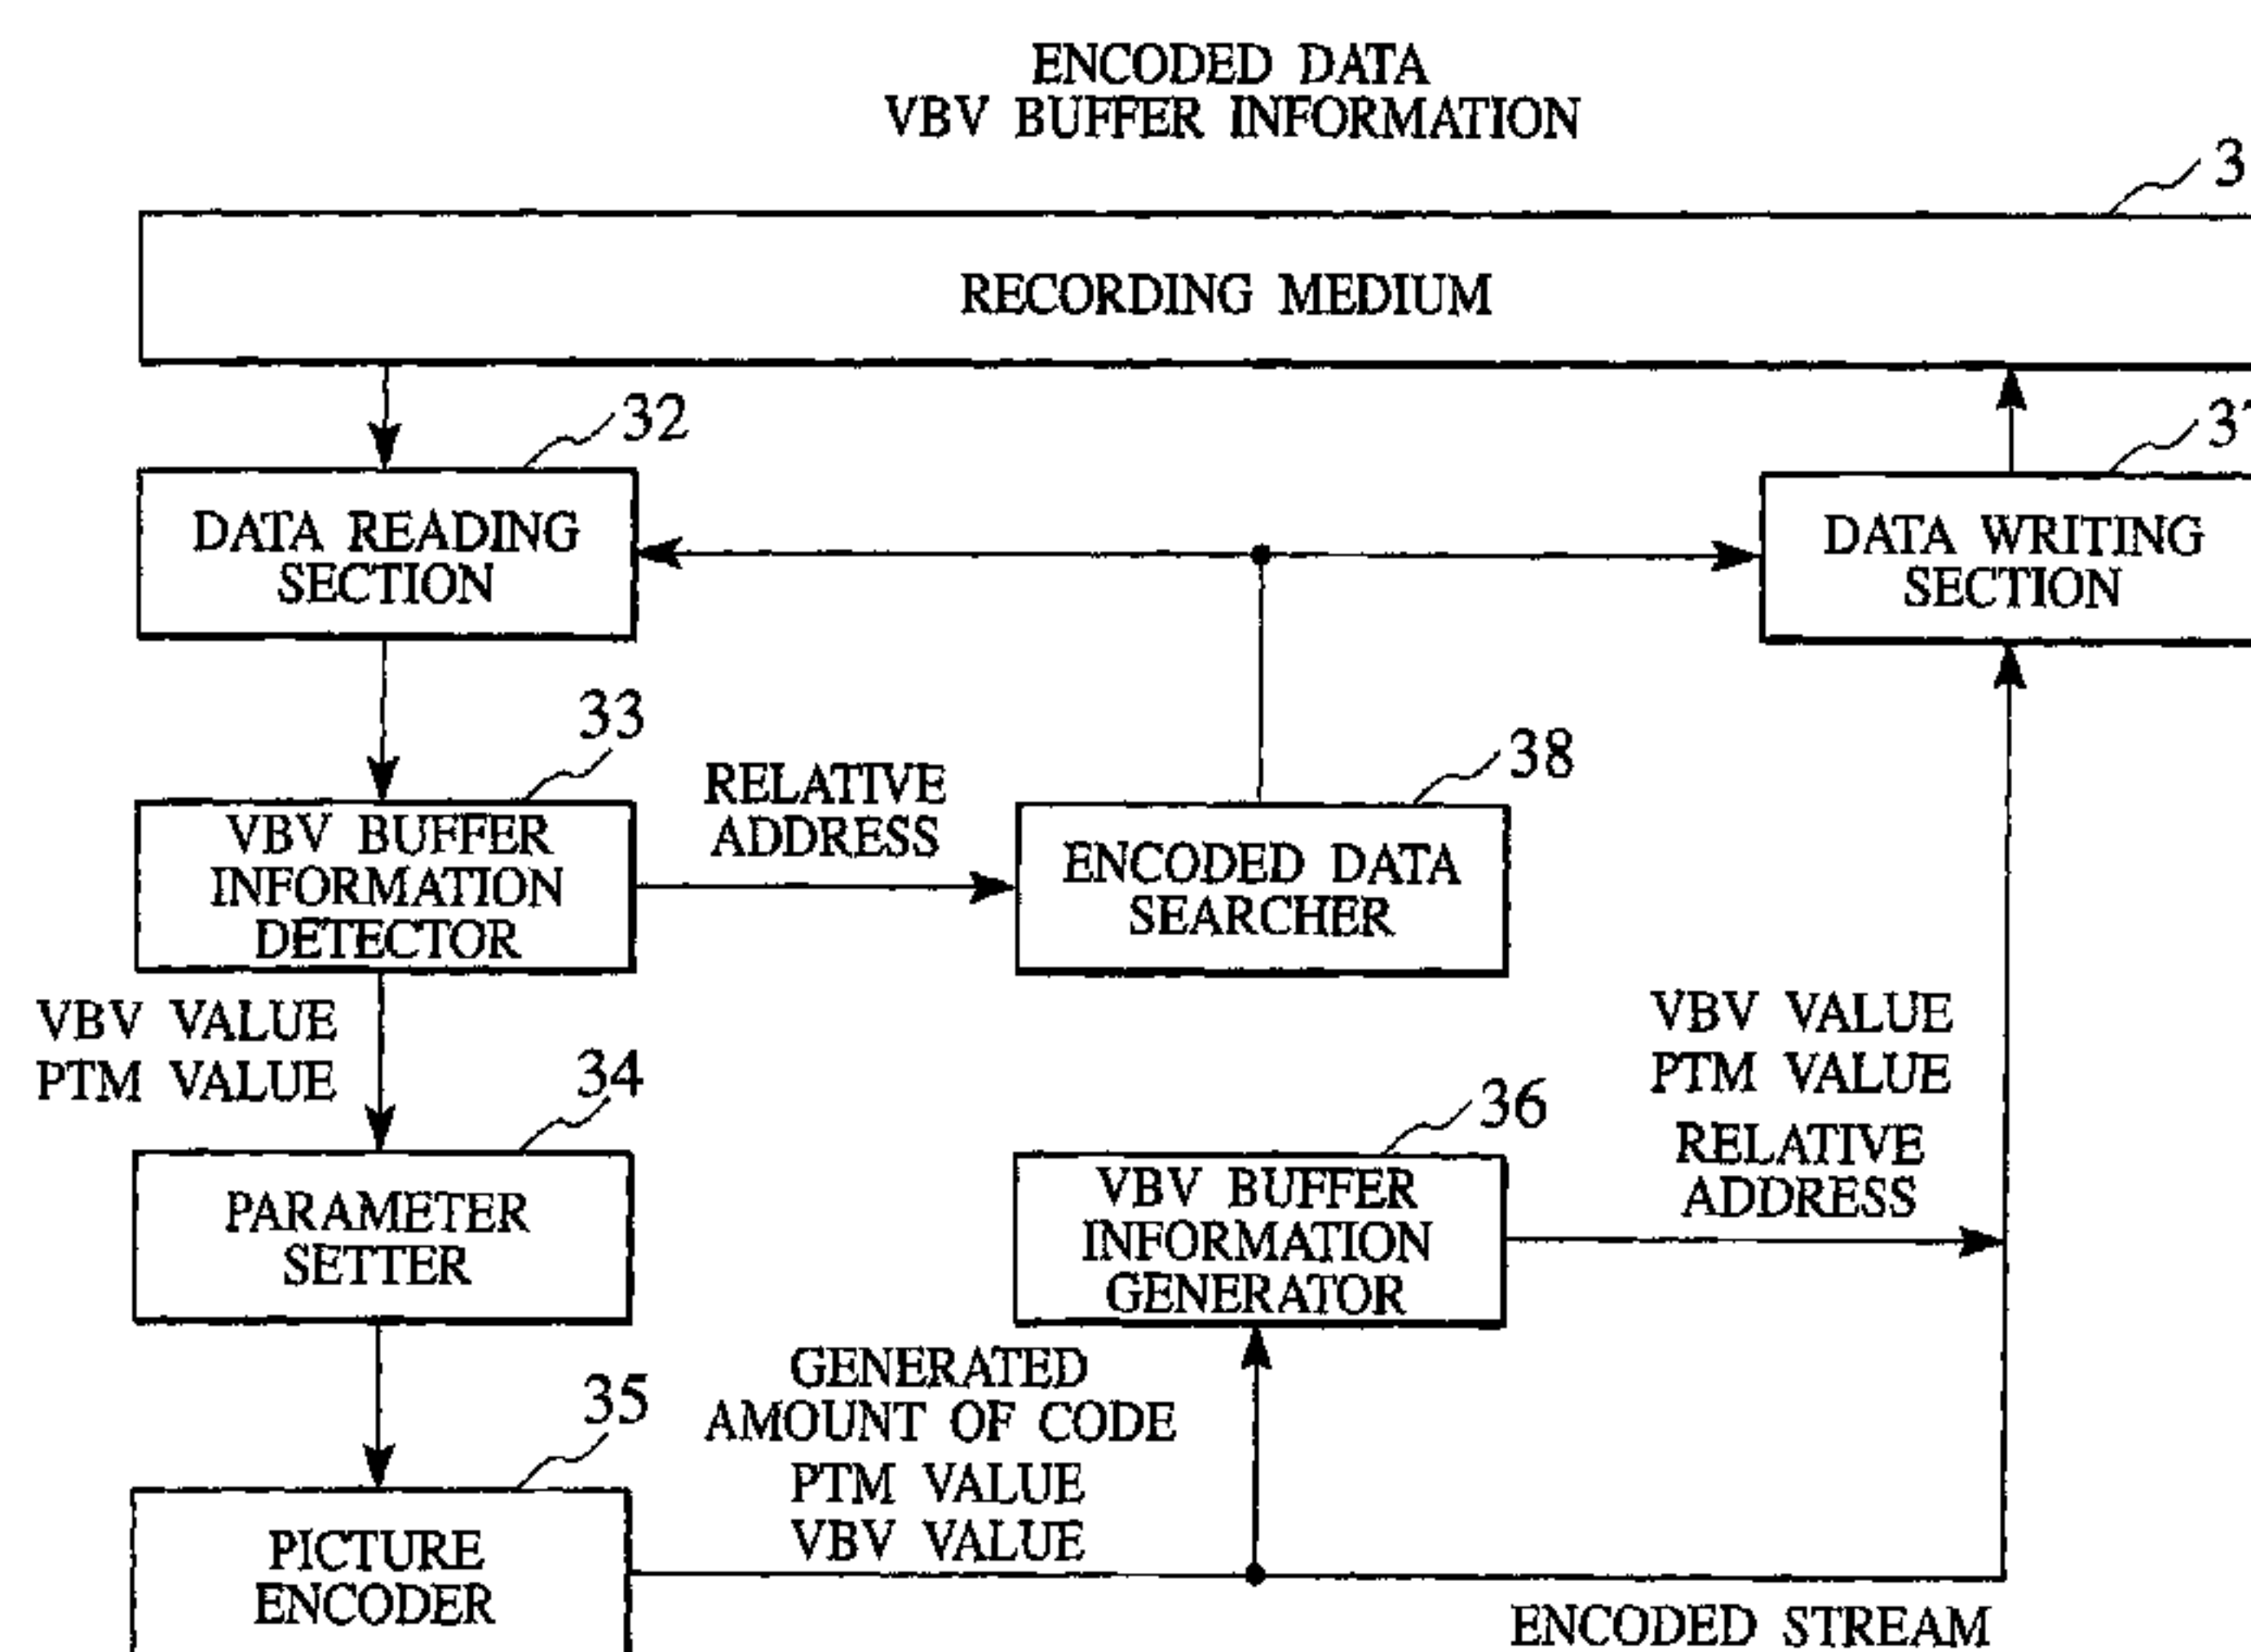 ENCODED DATA
VBV BUFFER INFORMATION
3
RECORDING MEDIUM
32
DATA READING
SECTION
DATA WRITING
SECTION
33
VBV BUFFER
INFORMATION
DETECTOR
RELATIVE
ADDRESS
38
ENCODED DATA
SEARCHER
VBV VALUE
PTM VALUE
34
PARAMETER
SETTER
36
VBV BUFFER
INFORMATION
GENERATOR
VBV VALUE
PTM VALUE
RELATIVE
ADDRESS
35
PICTURE
ENCODER
GENERATED
AMOUNT OF CODE
PTM VALUE
VBV VALUE
ENCODED STREAM